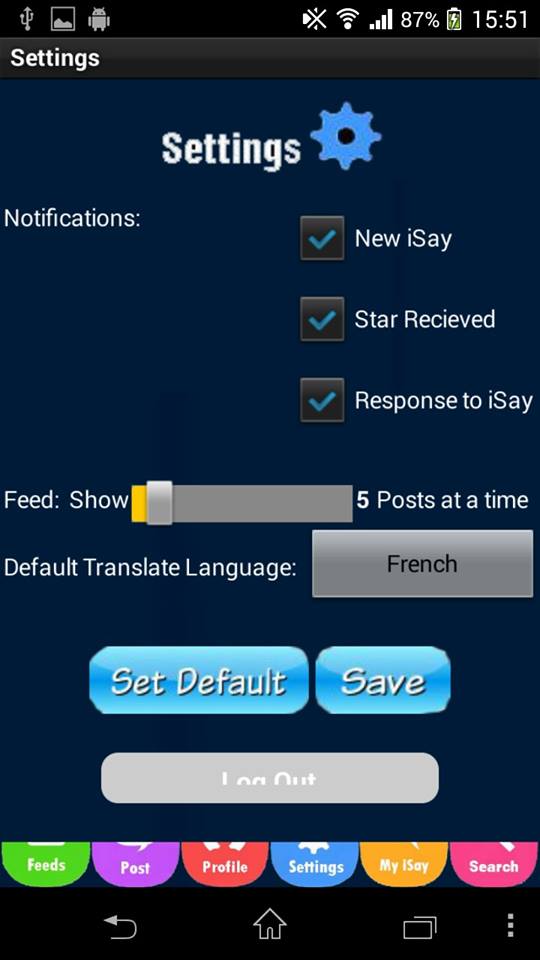 87% 15:51
Settings
Settings
Notifications:
New iSay
Star Recieved
Response to iSay
Feed: Show 5 Posts at a time
Default Translate Language: French
Set Default Save
Log Out
Feeds Post Profile Settings My iSay Search